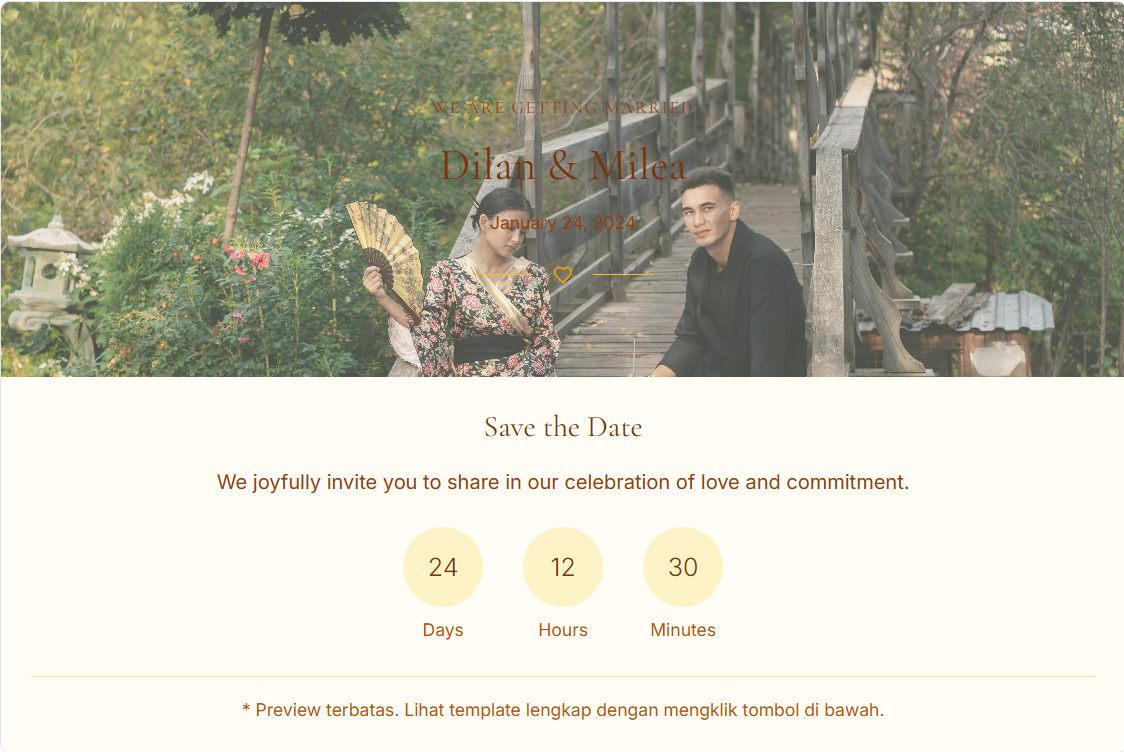 WE ARE GETTING MARRIED
Dilan & Milea
January 24, 2024
Save the Date
We joyfully invite you to share in our celebration of love and commitment.
24 12 30
Days Hours Minutes
* Preview terbatas. Lihat template lengkap dengan mengklik tombol di bawah.